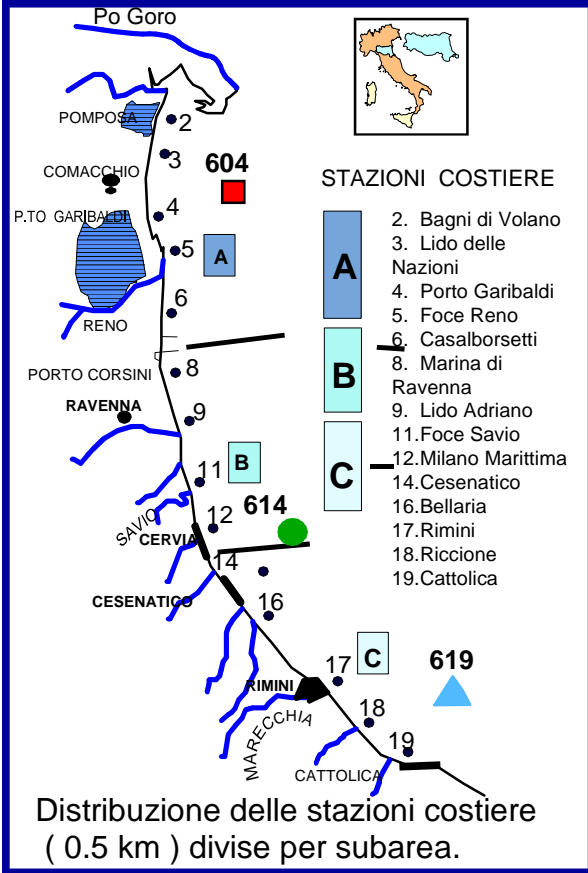 Po Goro
POMPOSA
2
3
604
COMACCHIO
P.TO GARIBALDI
4
5
A
6
RENO
PORTO CORSINI
8
RAVENNA
9
B
11
SAVIO
12
614
CERVIA
14
CESENATICO
16
17
C
619
RIMINI
MARECCHIA
18
19
CATTOLICA
STAZIONI COSTIERE
A
B
C
2. Bagni di Volano
3. Lido delle
Nazioni
4. Porto Garibaldi
5. Foce Reno
6. Casalborsetti
8. Marina di
Ravenna
9. Lido Adriano
11.Foce Savio
12.Milano Marittima
14.Cesenatico
16.Bellaria
17.Rimini
18.Riccione
19.Cattolica
Distribuzione delle stazioni costiere
( 0.5 km ) divise per subarea.